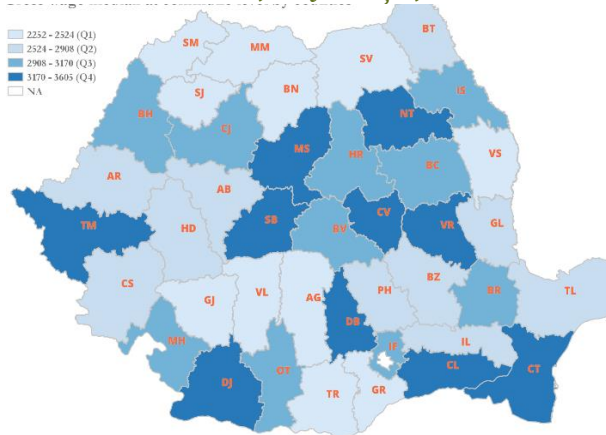 2252 - 2524 (Q1)
2524 - 2908 (Q2)
2908 - 3170 (Q3)
3170 - 3605 (Q4)
NA
SM
MM
SV
BT
SJ
BN
IS
BH
CJ
NT
MS
HR
BC
VS
AR
AB
TM
HD
SB
BV
CV
VR
GL
CS
GJ
VL
AG
PH
BZ
BR
TL
DB
MH
IF
IL
CL
CT
DJ
OT
TR
GR